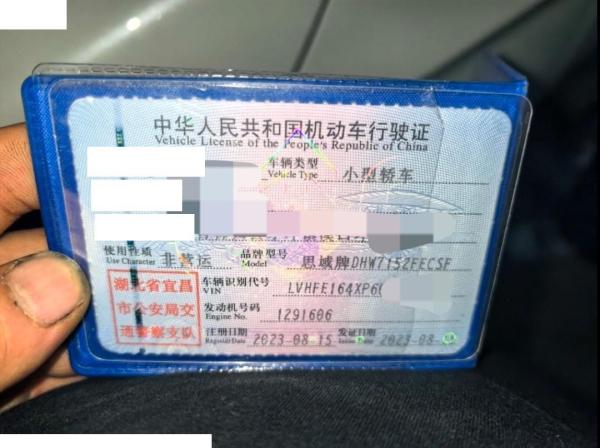 中华人民共和国机动车行驶证
Vehicle License of the People's Republic of China
车辆类型 小型轿车
Vehicle Type
使用性质 非营运 品牌型号 思域牌DHW7152FECSF
Use Character Model
湖北省宜昌
市公安局交
通警察支队
车辆识别代号 LVHFE164XP6
VIN
发动机号码 1291606
Engine No.
注册日期 2023-08-15 发证日期 2023-08-
Register Date Issue Date